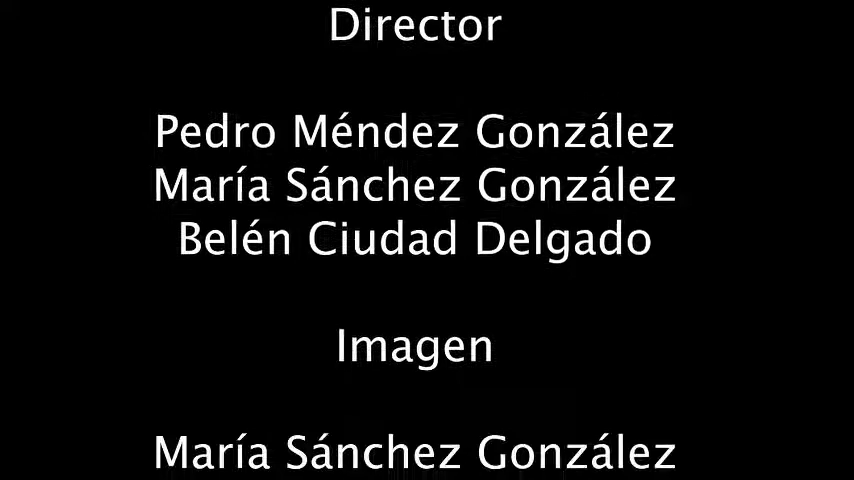 Director
Pedro Méndez González
María Sánchez González
Belén Ciudad Delgado
Imagen
María Sánchez González